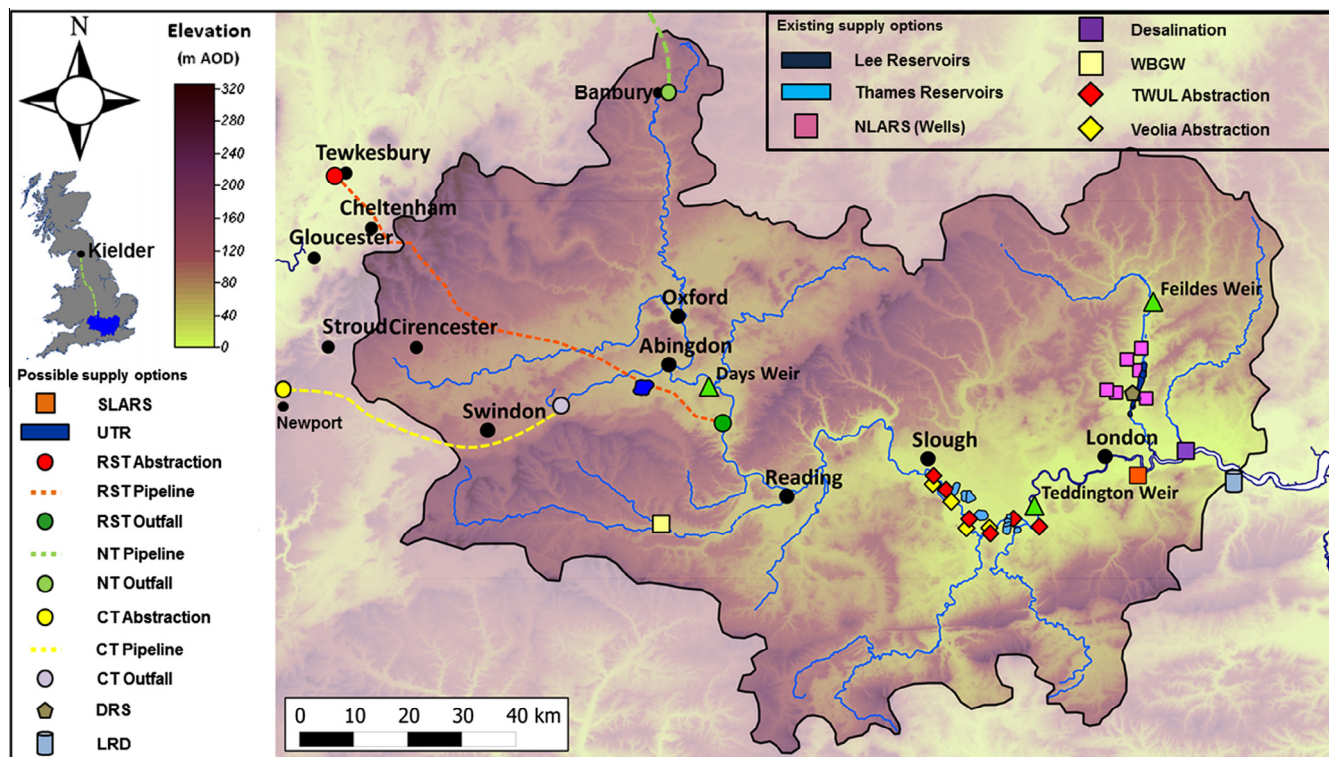 N
Elevation
(m AOD)
320
280
240
200
160
120
80
40
0
Kielder
Possible supply options
SLARS
UTR
RST Abstraction
RST Pipeline
RST Outfall
NT Pipeline
NT Outfall
CT Abstraction
CT Pipeline
CT Outfall
DRS
LRD
Existing supply options
Lee Reservoirs
Thames Reservoirs
NLARS (Wells)
Desalination
WBGW
TWUL Abstraction
Veolia Abstraction
Banbury
Tewkesbury
Cheltenham
Gloucester
Stroud
Cirencester
Oxford
Abingdon
Days Weir
Feildes Weir
Newport
Swindon
Reading
Slough
London
Teddington Weir
0 10 20 30 40 km